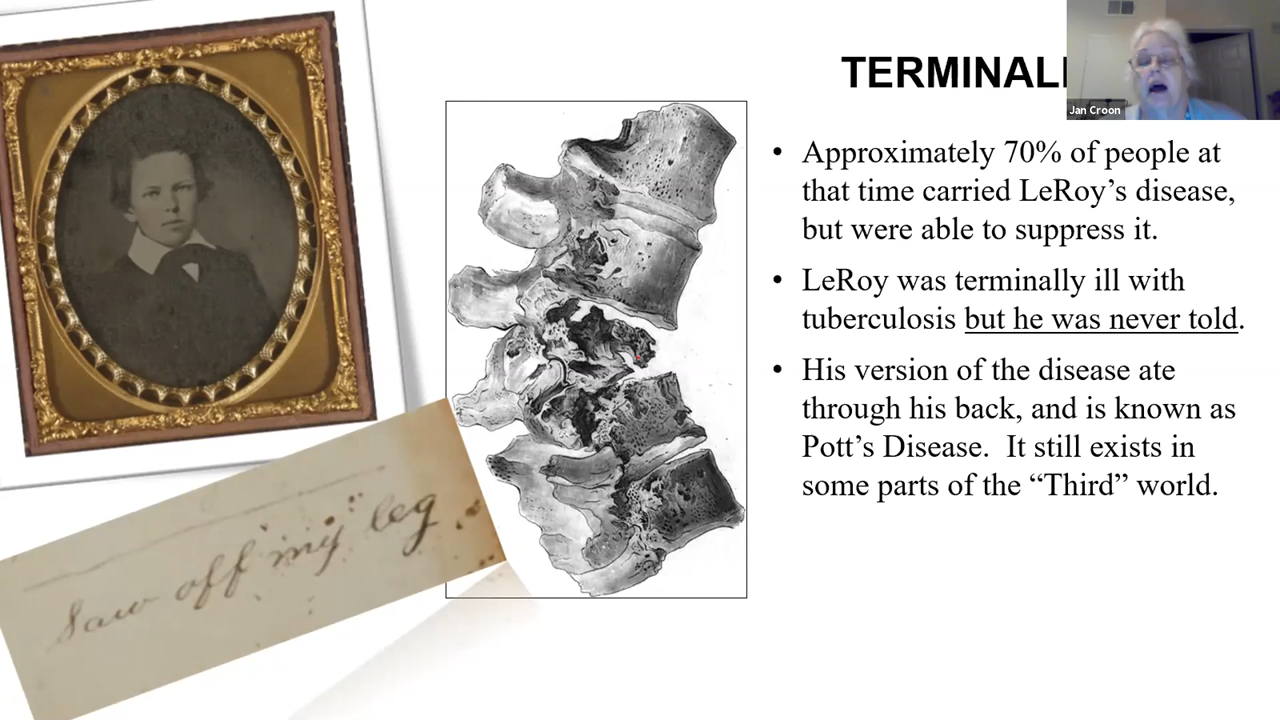 TERMINAL
Jan Croon
• Approximately 70% of people at
that time carried LeRoy’s disease,
but were able to suppress it.
• LeRoy was terminally ill with
tuberculosis but he was never told.
• His version of the disease ate
through his back, and is known as
Pott’s Disease.  It still exists in
some parts of the “Third” world.
Saw off my leg